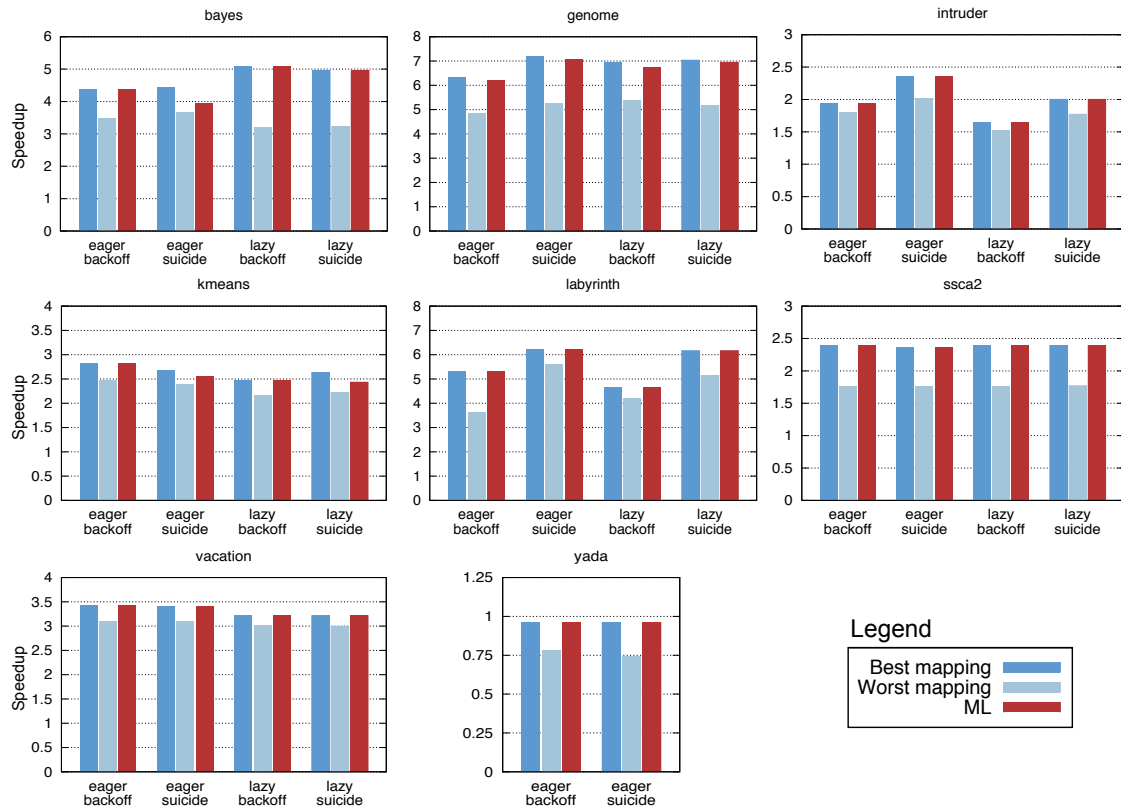 bayes
Speedup
6
5
4
3
2
1
0
eager backoff
eager suicide
lazy backoff
lazy suicide
genome
8
7
6
5
4
3
2
1
0
eager backoff
eager suicide
lazy backoff
lazy suicide
intruder
3
2.5
2
1.5
1
0.5
0
eager backoff
eager suicide
lazy backoff
lazy suicide
kmeans
Speedup
4
3.5
3
2.5
2
1.5
1
0.5
0
eager backoff
eager suicide
lazy backoff
lazy suicide
labyrinth
8
7
6
5
4
3
2
1
0
eager backoff
eager suicide
lazy backoff
lazy suicide
ssca2
3
2.5
2
1.5
1
0.5
0
eager backoff
eager suicide
lazy backoff
lazy suicide
vacation
Speedup
4
3.5
3
2.5
2
1.5
1
0.5
0
eager backoff
eager suicide
lazy backoff
lazy suicide
yada
1.25
1
0.75
0.5
0.25
0
eager backoff
eager suicide
Legend
Best mapping
Worst mapping
ML